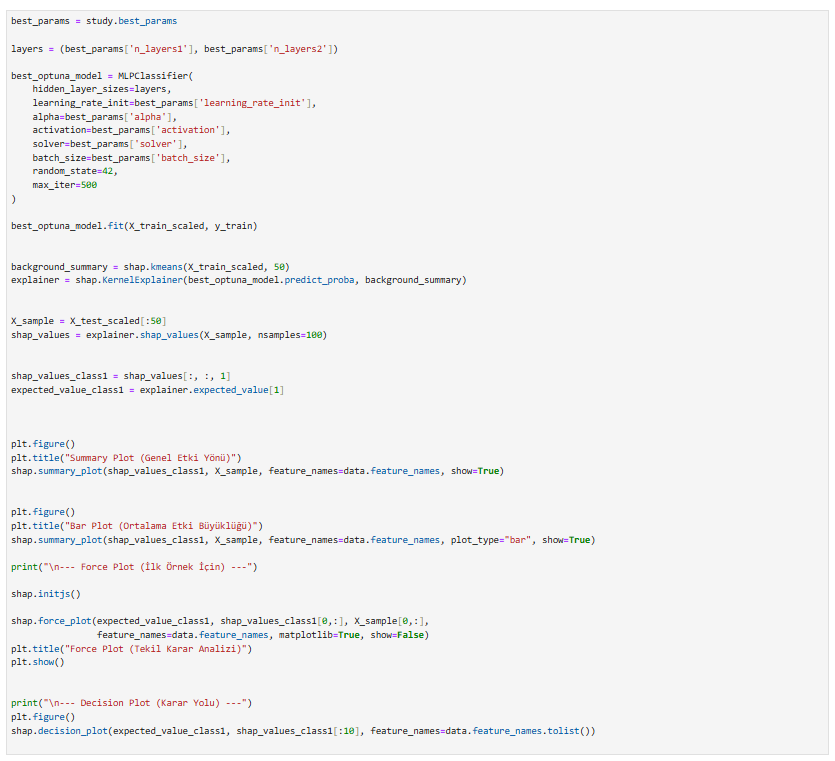 best_params = study.best_params
layers = (best_params['n_layers1'], best_params['n_layers2'])
best_optuna_model = MLPClassifier(
    hidden_layer_sizes=layers,
    learning_rate_init=best_params['learning_rate_init'],
    alpha=best_params['alpha'],
    activation=best_params['activation'],
    solver=best_params['solver'],
    batch_size=best_params['batch_size'],
    random_state=42,
    max_iter=500
)
best_optuna_model.fit(X_train_scaled, y_train)
background_summary = shap.kmeans(X_train_scaled, 50)
explainer = shap.KernelExplainer(best_optuna_model.predict_proba, background_summary)
X_sample = X_test_scaled[:50]
shap_values = explainer.shap_values(X_sample, nsamples=100)
shap_values_class1 = shap_values[:, :, 1]
expected_value_class1 = explainer.expected_value[1]
plt.figure()
plt.title("Summary Plot (Genel Etki Yönü)")
shap.summary_plot(shap_values_class1, X_sample, feature_names=data.feature_names, show=True)
plt.figure()
plt.title("Bar Plot (Ortalama Etki Büyüklüğü)")
shap.summary_plot(shap_values_class1, X_sample, feature_names=data.feature_names, plot_type="bar", show=True)
print("\n--- Force Plot (İlk Örnek İçin) ---")
shap.initjs()
shap.force_plot(expected_value_class1, shap_values_class1[0,:], X_sample[0,:],
                feature_names=data.feature_names, matplotlib=True, show=False)
plt.title("Force Plot (Tekil Karar Analizi)")
plt.show()
print("\n--- Decision Plot (Karar Yolu) ---")
plt.figure()
shap.decision_plot(expected_value_class1, shap_values_class1[:10], feature_names=data.feature_names.tolist())